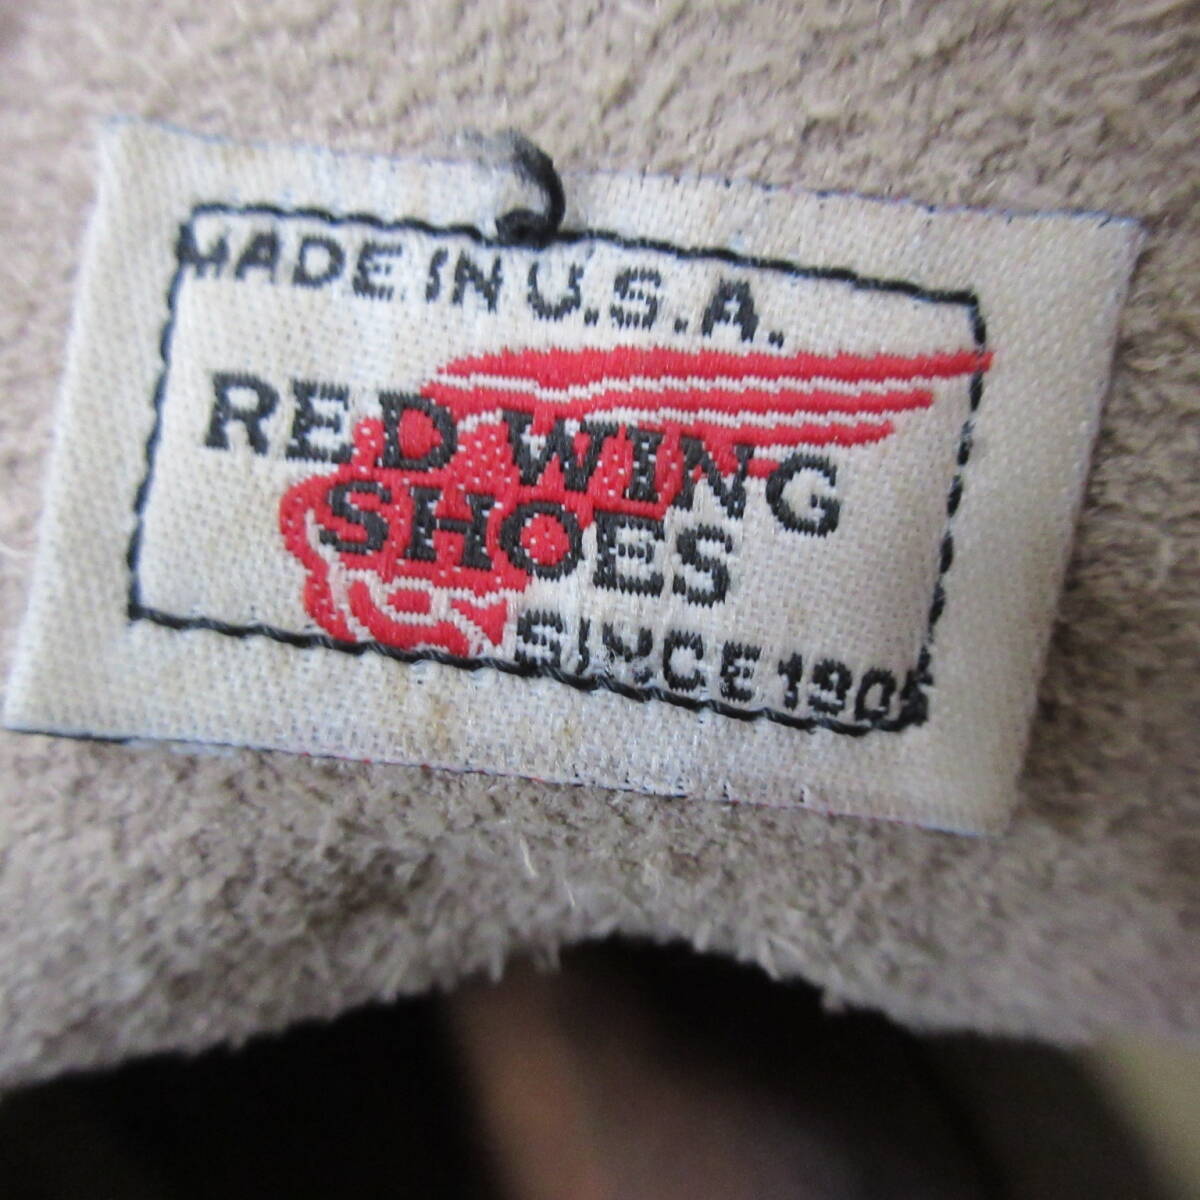 MADE IN U.S.A.
RED WING
SHOES
SINCE 1905